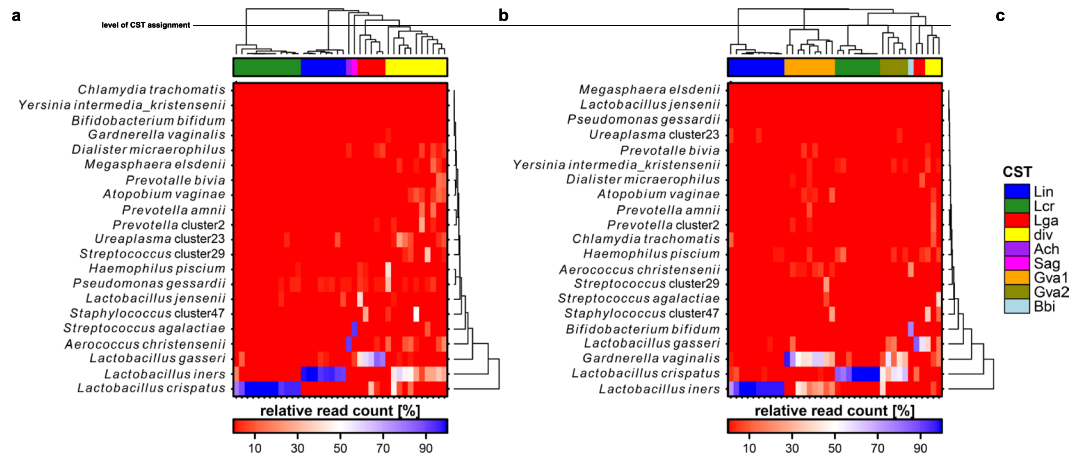 a
b
c
level of CST assignment
Chlamydia trachomatis
Yersinia intermedia_kristensenii
Bifidobacterium bifidum
Gardnerella vaginalis
Dialister micraerophilus
Megasphaera elsdenii
Prevotalle bivia
Atopobium vaginae
Prevotella amnii
Prevotella cluster2
Ureaplasma cluster23
Streptococcus cluster29
Haemophilus piscium
Pseudomonas gessardii
Lactobacillus jensenii
Staphylococcus cluster47
Streptococcus agalactiae
Aerococcus christensenii
Lactobacillus gasseri
Lactobacillus iners
Lactobacillus crispatus
relative read count [%]
10 30 50 70 90
Megasphaera elsdenii
Lactobacillus jensenii
Pseudomonas gessardii
Ureaplasma cluster23
Prevotella bivia
Yersinia intermedia_kristensenii
Dialister micraerophilus
Atopobium vaginae
Prevotella amnii
Prevotella cluster2
Chlamydia trachomatis
Haemophilus piscium
Aerococcus christensenii
Streptococcus cluster29
Streptococcus agalactiae
Staphylococcus cluster47
Bifidobacterium bifidum
Lactobacillus gasseri
Gardnerella vaginalis
Lactobacillus crispatus
Lactobacillus iners
relative read count [%]
10 30 50 70 90
CST
Lin
Lcr
Lga
div
Ach
Sag
Gva1
Gva2
Bbi